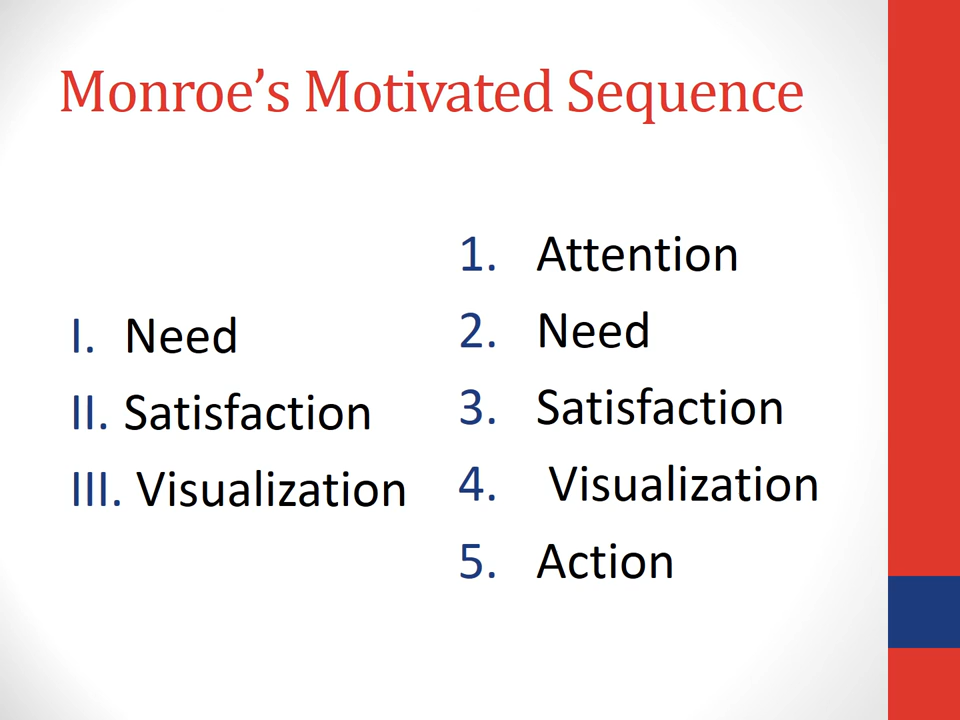 Monroe’s Motivated Sequence
I. Need
II. Satisfaction
III. Visualization
1. Attention
2. Need
3. Satisfaction
4. Visualization
5. Action